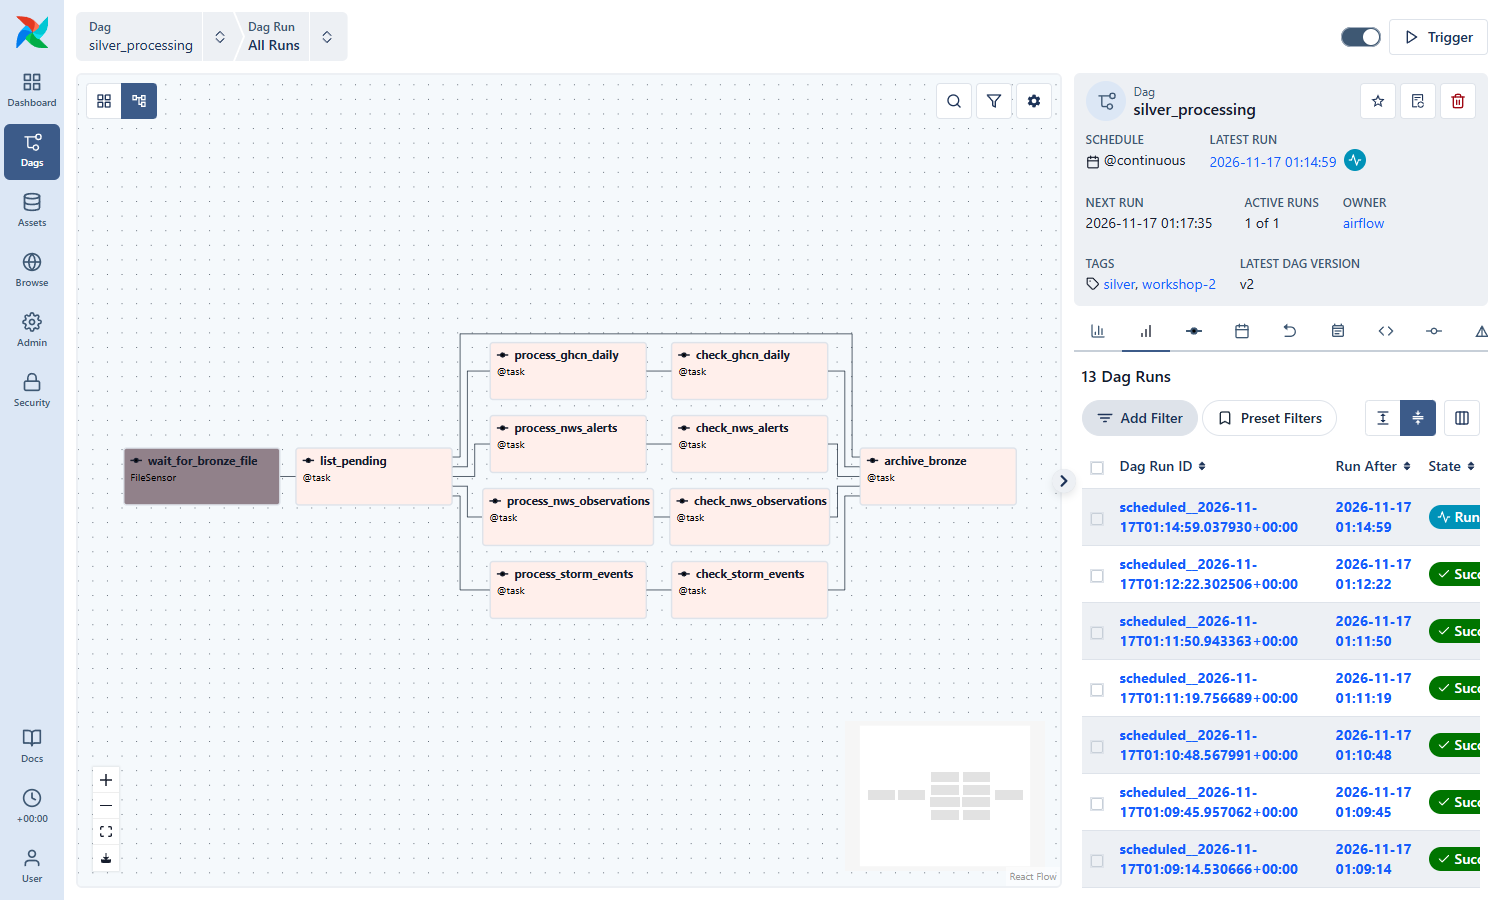 Dag
silver_processing
Dag Run
All Runs
Trigger
Dashboard
Dags
Assets
Browse
Admin
Security
Docs
+00:00
User
wait_for_bronze_file
FileSensor
list_pending
@task
process_ghcn_daily
@task
check_ghcn_daily
@task
process_nws_alerts
@task
check_nws_alerts
@task
process_nws_observations
@task
check_nws_observations
@task
process_storm_events
@task
check_storm_events
@task
archive_bronze
@task
React Flow
Dag
silver_processing
SCHEDULE
@continuous
LATEST RUN
2026-11-17 01:14:59
NEXT RUN
2026-11-17 01:17:35
ACTIVE RUNS
1 of 1
OWNER
airflow
TAGS
silver, workshop-2
LATEST DAG VERSION
v2
13 Dag Runs
Add Filter
Preset Filters
Dag Run ID
Run After
State
scheduled__2026-11-
17T01:14:59.037930+00:00
2026-11-17
01:14:59
Run
scheduled__2026-11-
17T01:12:22.302506+00:00
2026-11-17
01:12:22
Succ
scheduled__2026-11-
17T01:11:50.943363+00:00
2026-11-17
01:11:50
Succ
scheduled__2026-11-
17T01:11:19.756689+00:00
2026-11-17
01:11:19
Succ
scheduled__2026-11-
17T01:10:48.567991+00:00
2026-11-17
01:10:48
Succ
scheduled__2026-11-
17T01:09:45.957062+00:00
2026-11-17
01:09:45
Succ
scheduled__2026-11-
17T01:09:14.530666+00:00
2026-11-17
01:09:14
Succ